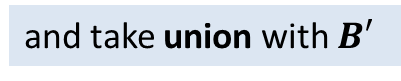 and take union with B′